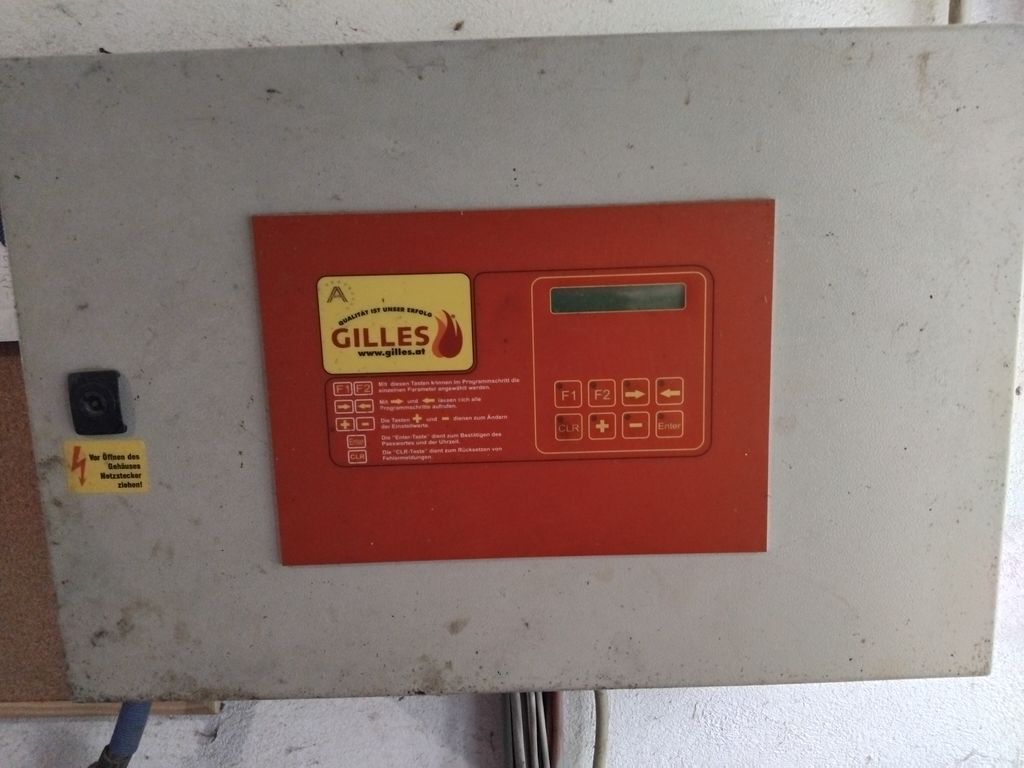 QUALITÄT IST UNSER ERFOLG
GILLES
www.gilles.at
F1 F2 Mit diesen Tasten können im Programmschritt die
einzelnen Parameter angewählt werden.
Mit und lassen sich alle
Programmschritte aufrufen.
+ - Die Tasten + und - dienen zum Ändern
der Einstellwerte.
Enter Die "Enter-Taste" dient zum Bestätigen des
Passwortes und der Uhrzeit.
CLR Die "CLR-Taste" dient zum Rücksetzen von
Fehlermeldungen.
F1 F2
CLR + - Enter
Vor Öffnen des
Gehäuses
Netzstecker
ziehen!